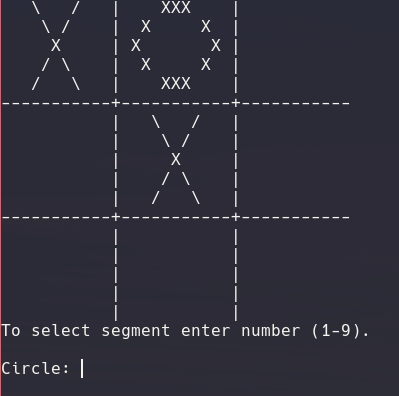 \   /   |    XXX    |
\ /    |  X     X  |
X     | X       X |
/ \    |  X     X  |
/   \   |    XXX    |
-----------+-----------+-----------
|   \   /   |
|    \ /    |
|     X     |
|    / \    |
|   /   \   |
-----------+-----------+-----------
|           |
|           |
|           |
|           |
|           |
To select segment enter number (1-9).
Circle: